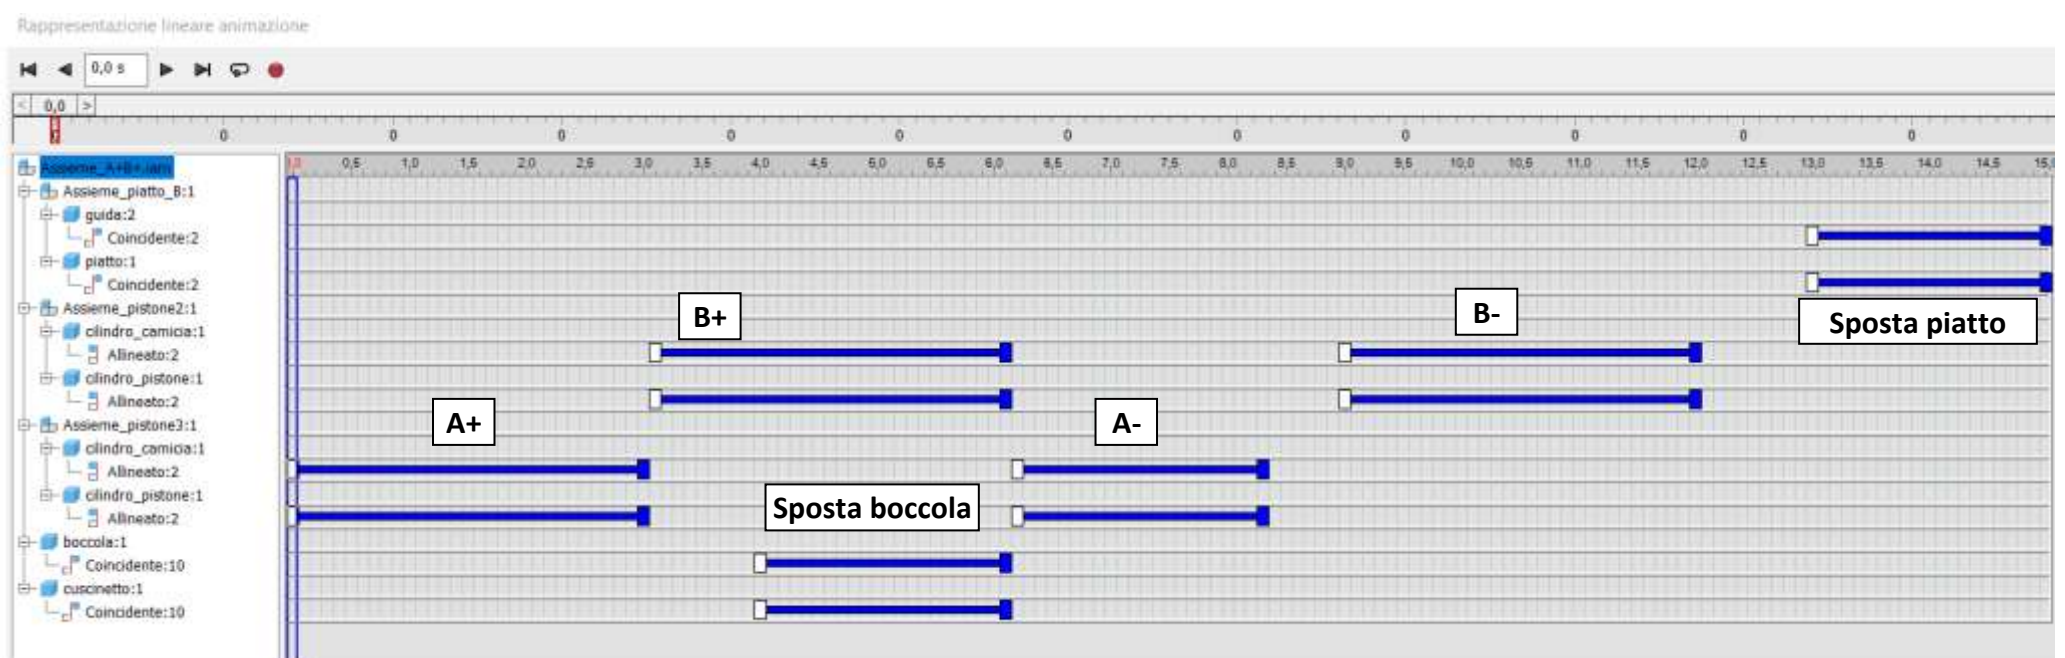 Rappresentazione lineare animazione
0,0 s
< 0,0 >
0 0 0 0 0 0 0 0 0 0 0
Assieme_A+B+.iam
0,5 1,0 1,5 2,0 2,5 3,0 3,5 4,0 4,5 5,0 5,5 6,0 6,5 7,0 7,5 8,0 8,5 9,0 9,5 10,0 10,5 11,0 11,5 12,0 12,5 13,0 13,5 14,0 14,5 15,0
Assieme_piatto_B:1
guida:2
Coincidente:2
piatto:1
Coincidente:2
Assieme_pistone2:1
B+
B-
Sposta piatto
cilindro_camicia:1
Allineato:2
cilindro_pistone:1
Allineato:2
A+
A-
Assieme_pistone3:1
cilindro_camicia:1
Allineato:2
cilindro_pistone:1
Sposta boccola
Allineato:2
boccola:1
Coincidente:10
cuscinetto:1
Coincidente:10